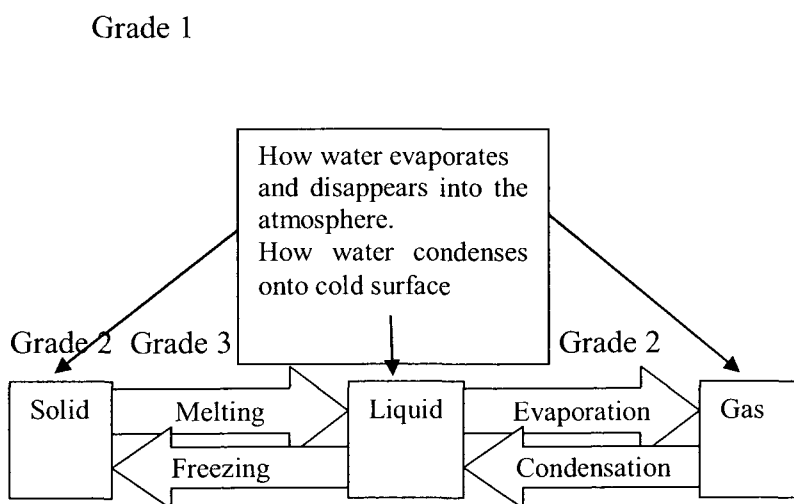 Grade 1
How water evaporates
and disappears into the
atmosphere.
How water condenses
onto cold surface
Grade 2 Grade 3 Grade 2
Solid Melting Liquid Evaporation Gas
Freezing Condensation